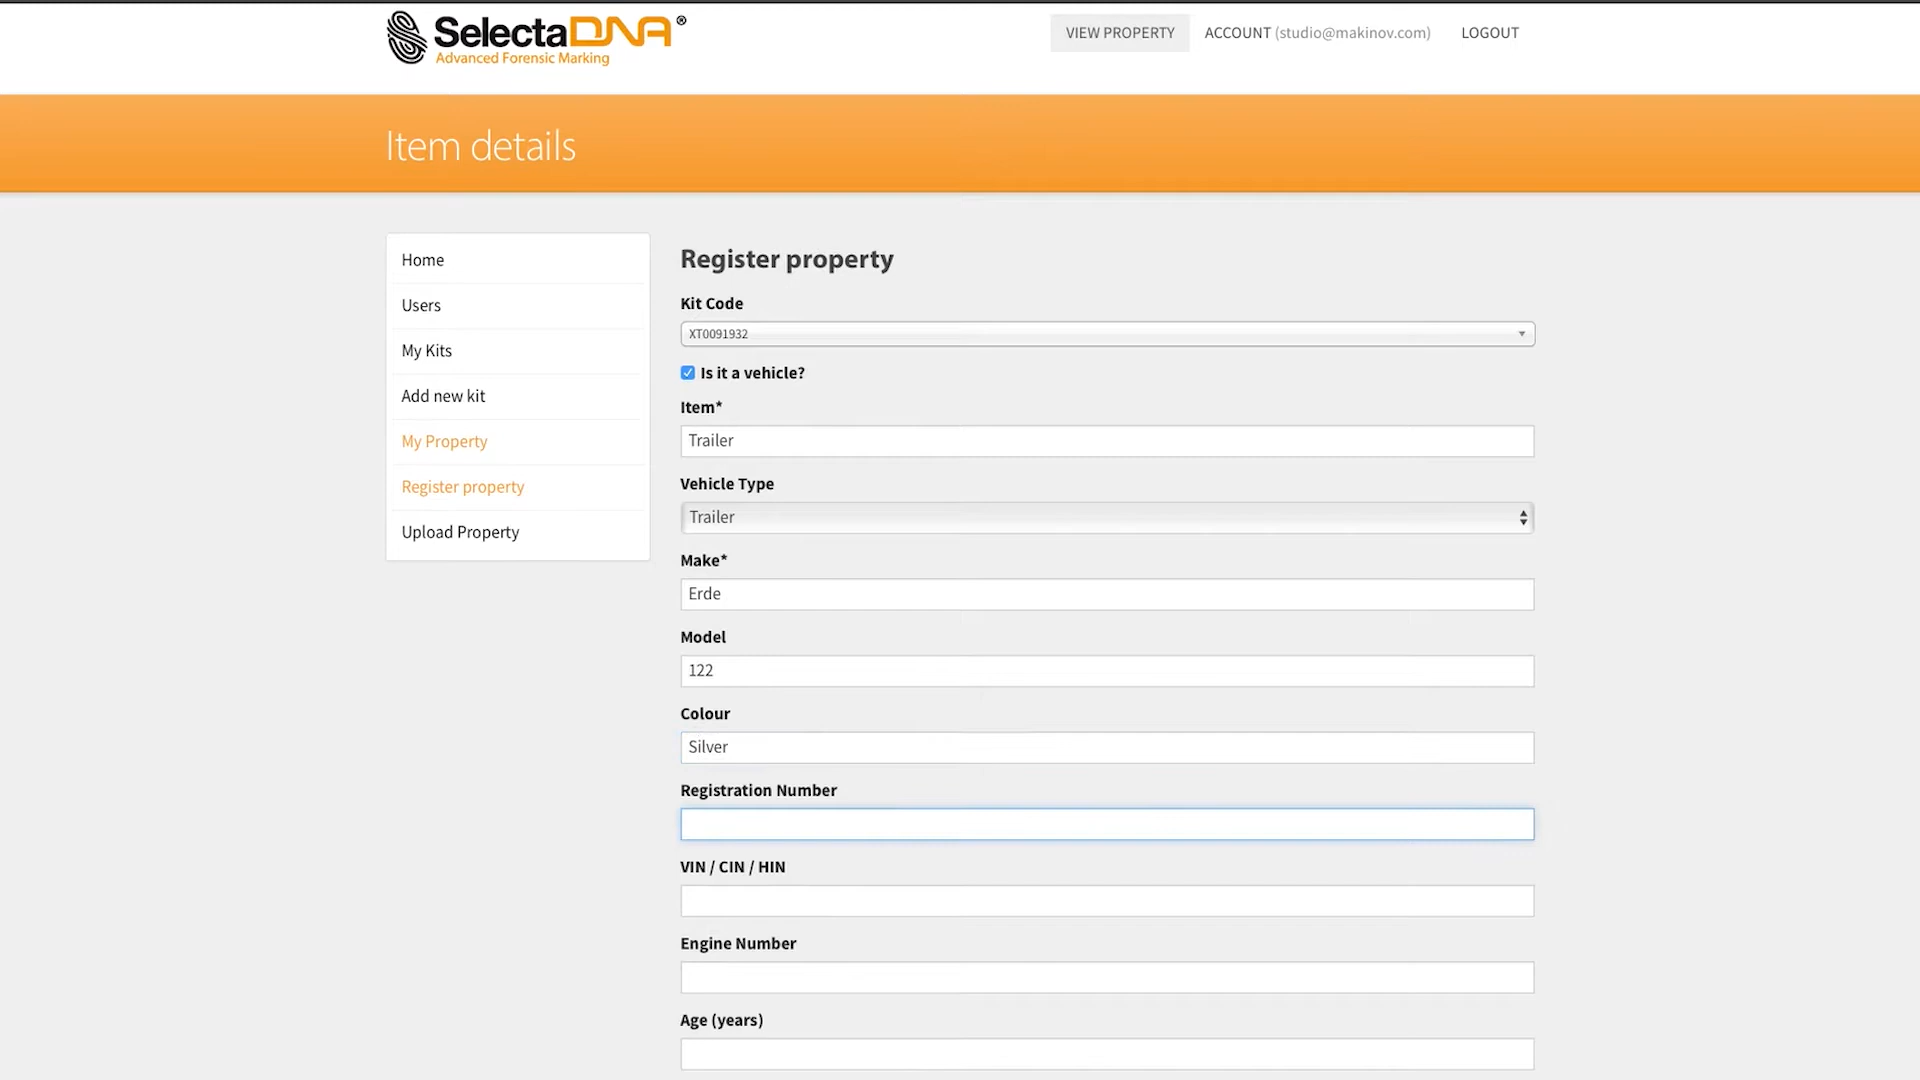 SelectaDNA®
Advanced Forensic Marking
VIEW PROPERTY
ACCOUNT (studio@makinov.com)
LOGOUT
Item details
Home
Users
My Kits
Add new kit
My Property
Register property
Upload Property
Register property
Kit Code
XT0091932
Is it a vehicle?
Item*
Trailer
Vehicle Type
Trailer
Make*
Erde
Model
122
Colour
Silver
Registration Number
VIN / CIN / HIN
Engine Number
Age (years)